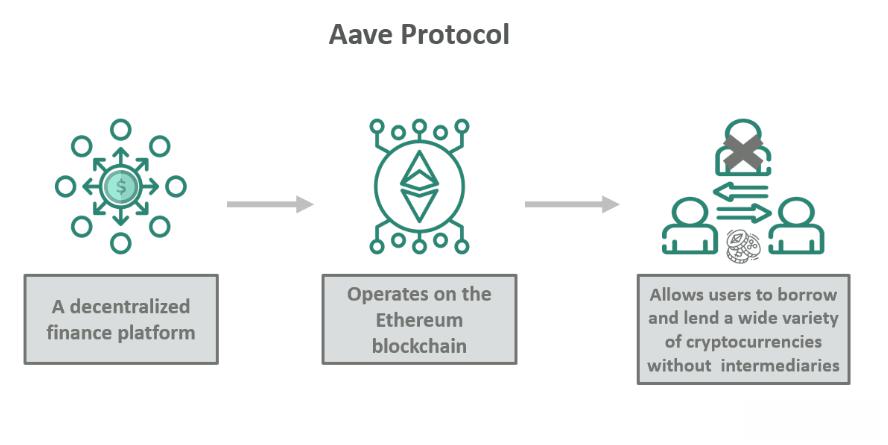 Aave Protocol
$
A decentralized
finance platform
Operates on the
Ethereum
blockchain
Allows users to borrow
and lend a wide variety
of cryptocurrencies
without intermediaries